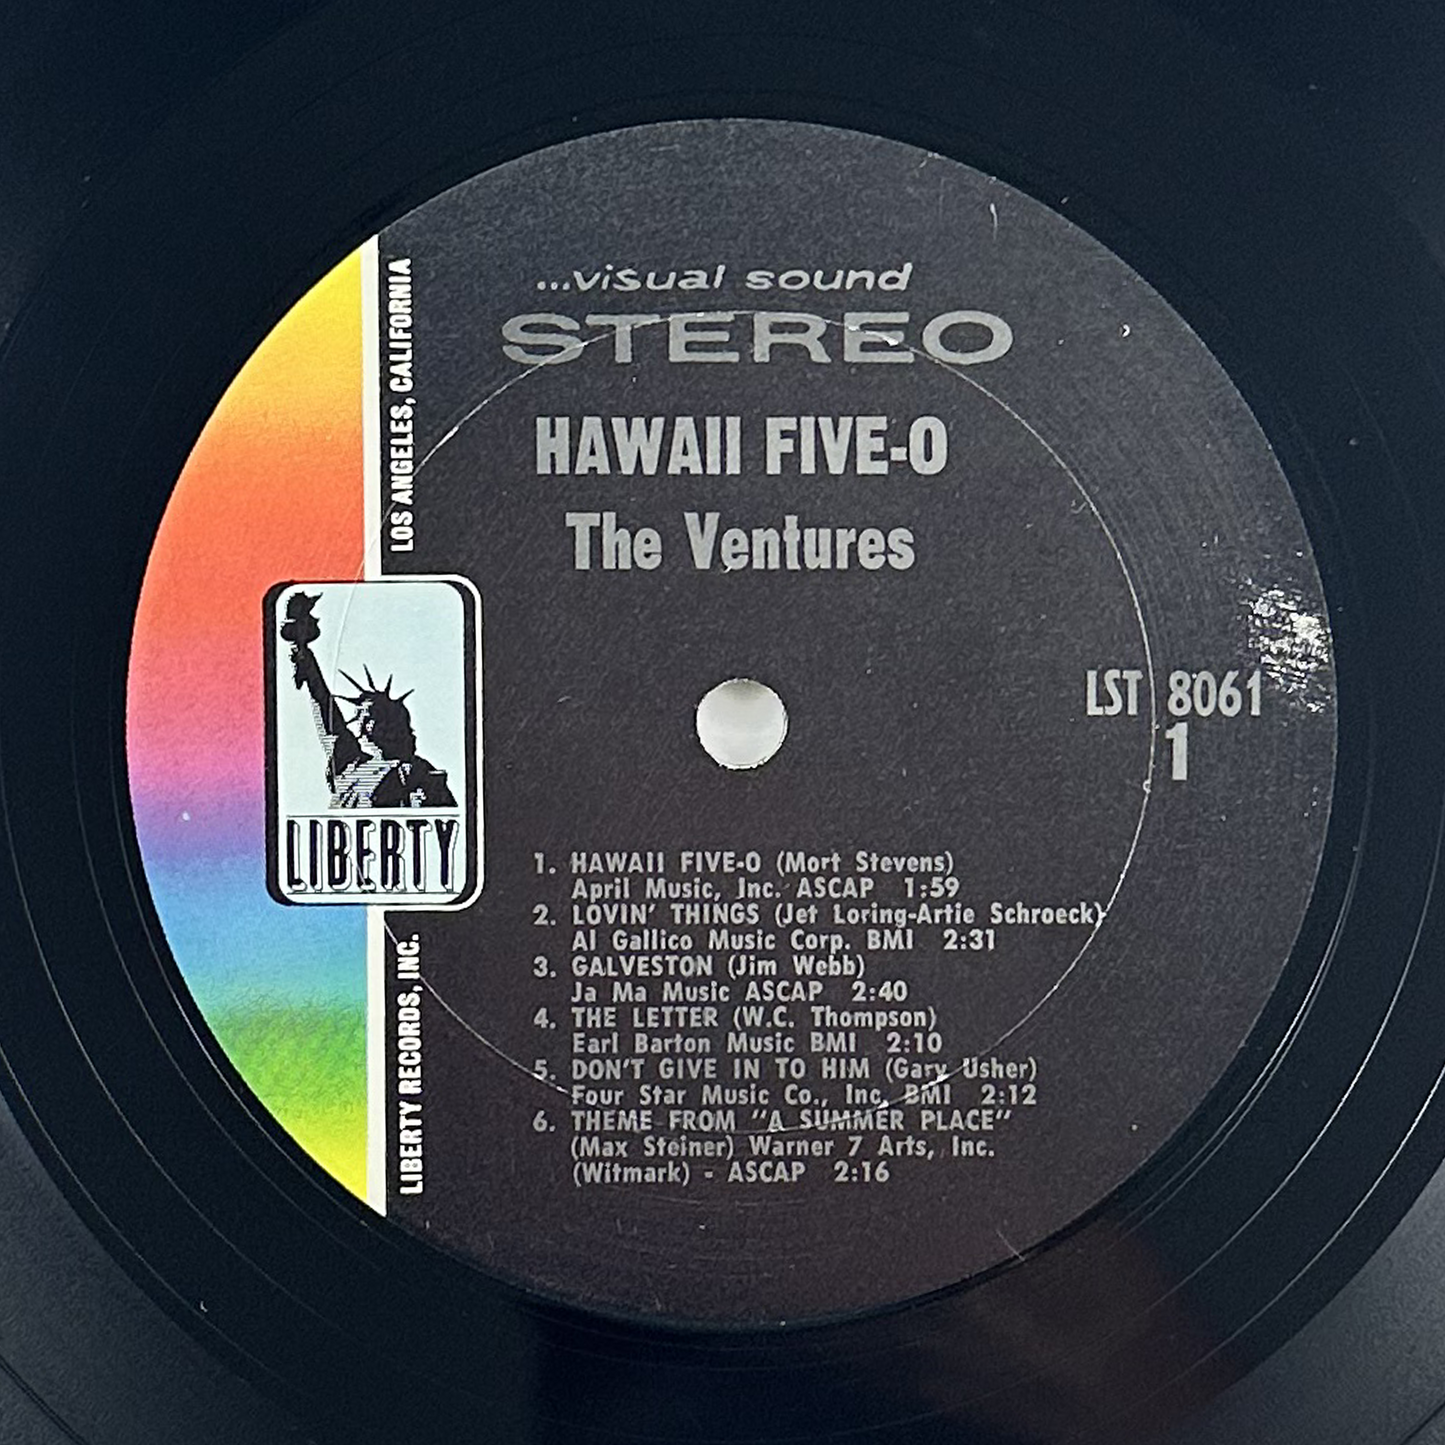 ...visual sound
STEREO
HAWAII FIVE-O
The Ventures
LOS ANGELES, CALIFORNIA
LIBERTY
LIBERTY RECORDS, INC.
LST 8061
1
1. HAWAII FIVE-O (Mort Stevens)
April Music, Inc. ASCAP 1:59
2. LOVIN' THINGS (Jet Loring-Artie Schroeck)
Al Gallico Music Corp. BMI 2:31
3. GALVESTON (Jim Webb)
Ja Ma Music ASCAP 2:40
4. THE LETTER (W.C. Thompson)
Earl Barton Music BMI 2:10
5. DON'T GIVE IN TO HIM (Gary Usher)
Four Star Music Co., Inc. BMI 2:12
6. THEME FROM "A SUMMER PLACE"
(Max Steiner) Warner 7 Arts, Inc.
(Witmark) - ASCAP 2:16